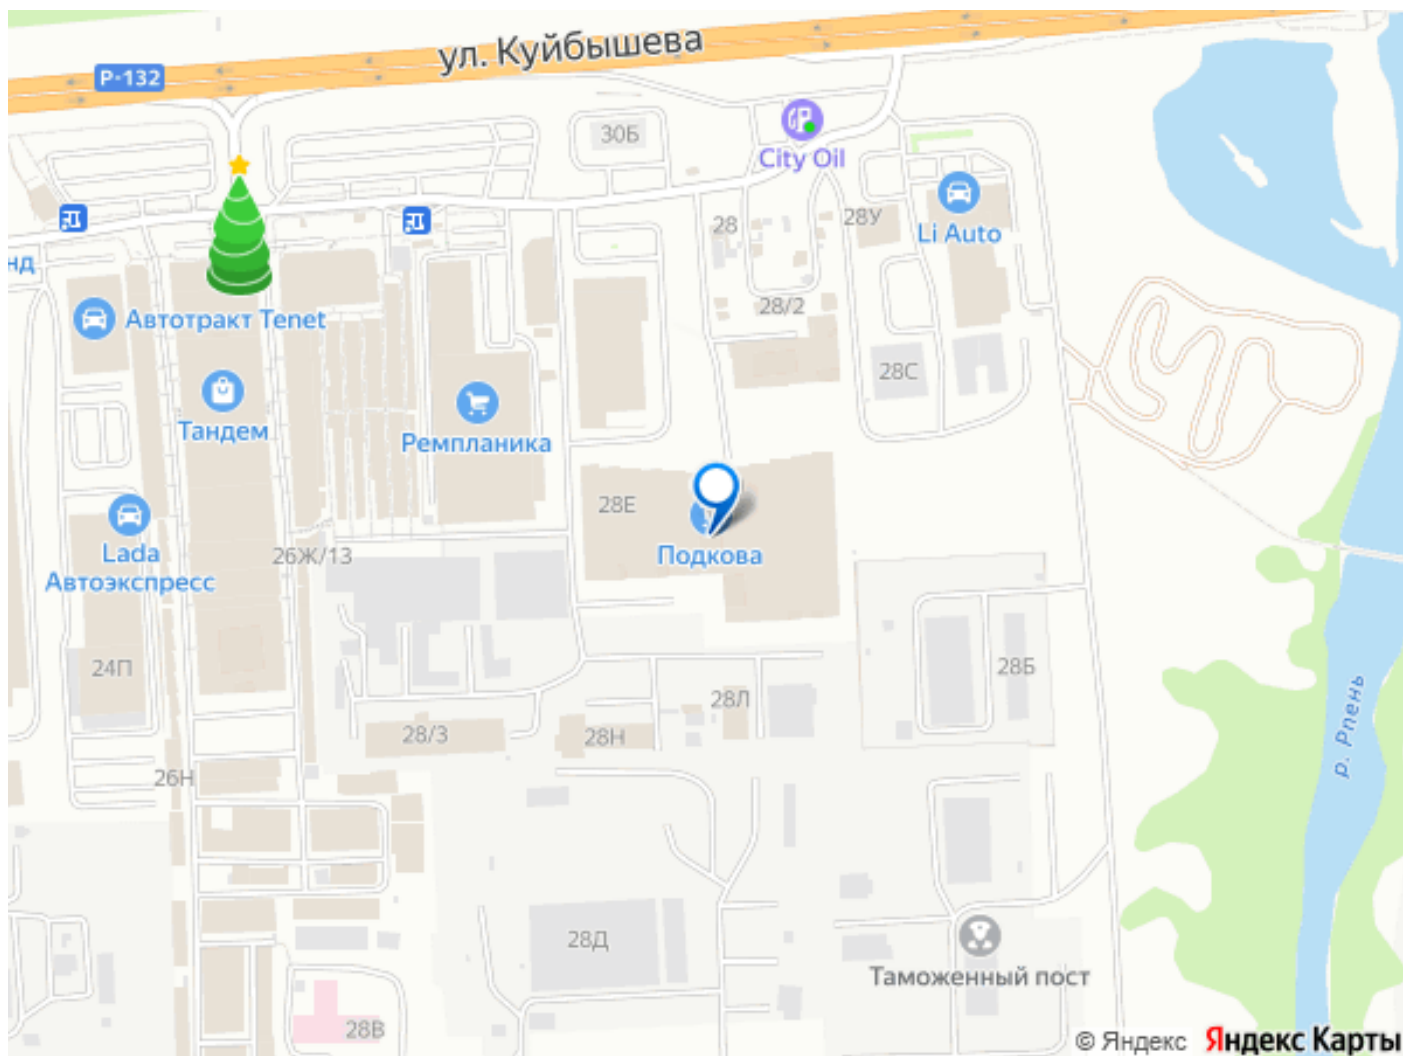 ул. Куйбышева
Р-132
30Б
City Oil
28
28У
Li Auto
нд
28/2
Автотракт Tenet
28С
Тандем
Ремпланика
28Е
Подкова
Lada
Автоэкспресс
26Ж/13
24П
28Б
28Л
28/3
28Н
26Н
р. Рпень
28Д
Таможенный пост
28В
© Яндекс Яндекс Карты